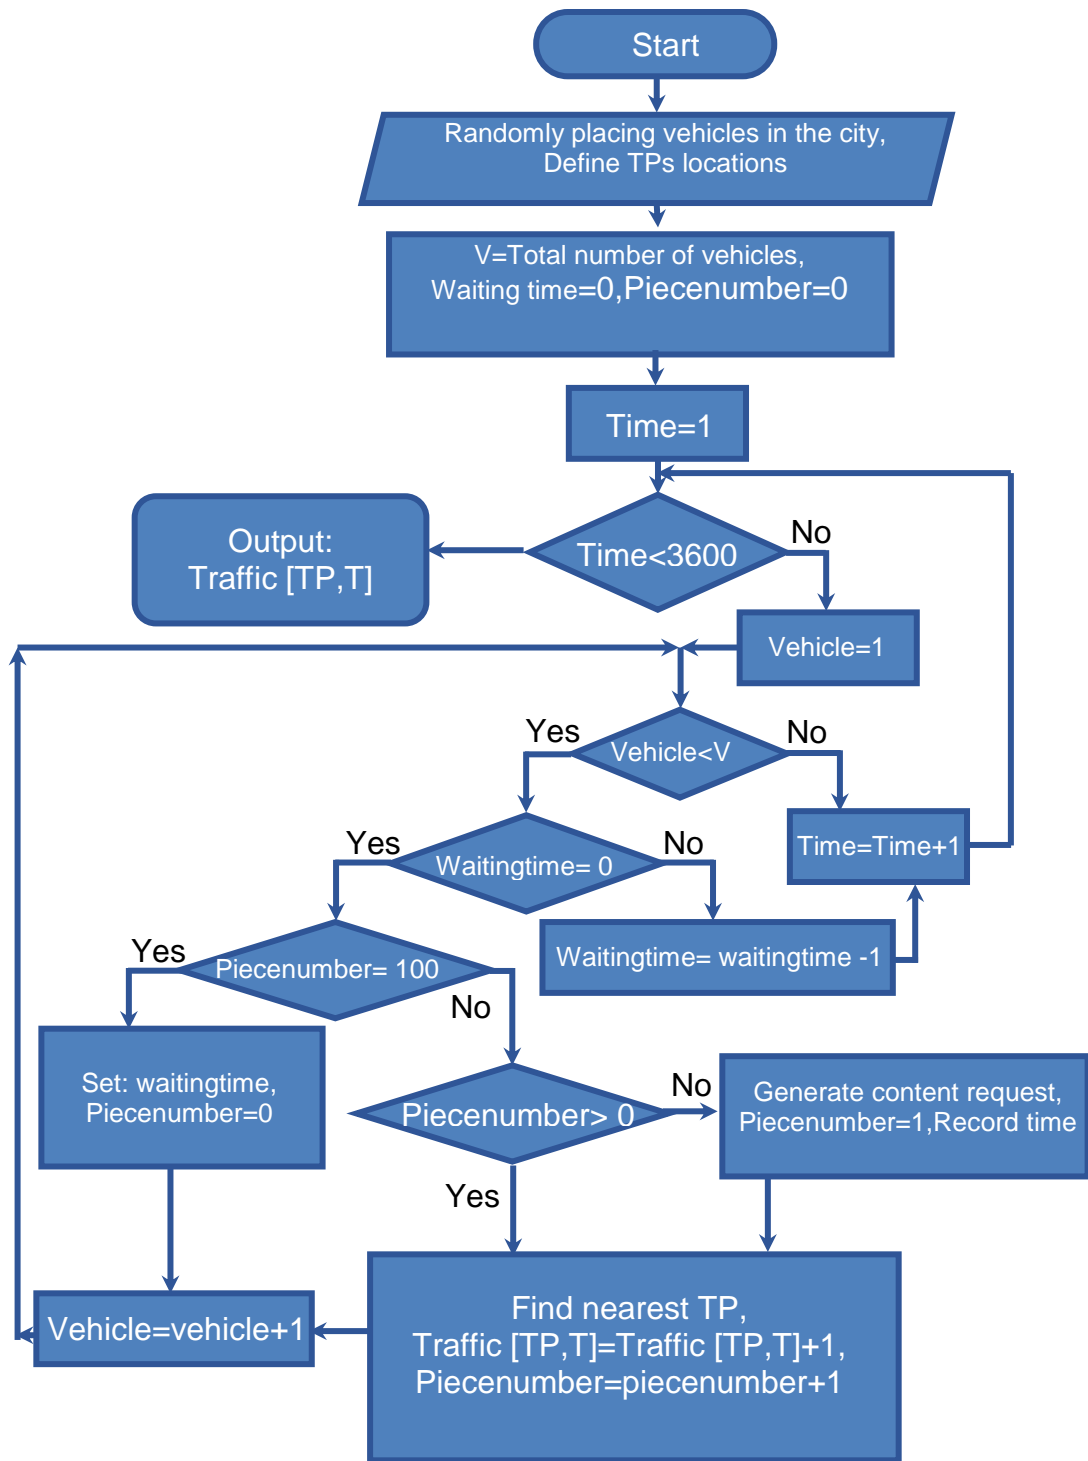 Start
Randomly placing vehicles in the city,
Define TPs locations
V=Total number of vehicles,
Waiting time=0,Piecenumber=0
Time=1
Time<3600
No
Output:
Traffic [TP,T]
Vehicle=1
Yes
Vehicle<V
No
Time=Time+1
Yes
Waitingtime= 0
No
Waitingtime= waitingtime -1
Yes
Piecenumber= 100
No
Set: waitingtime,
Piecenumber=0
Piecenumber> 0
No
Generate content request,
Piecenumber=1,Record time
Yes
Find nearest TP,
Traffic [TP,T]=Traffic [TP,T]+1,
Piecenumber=piecenumber+1
Vehicle=vehicle+1